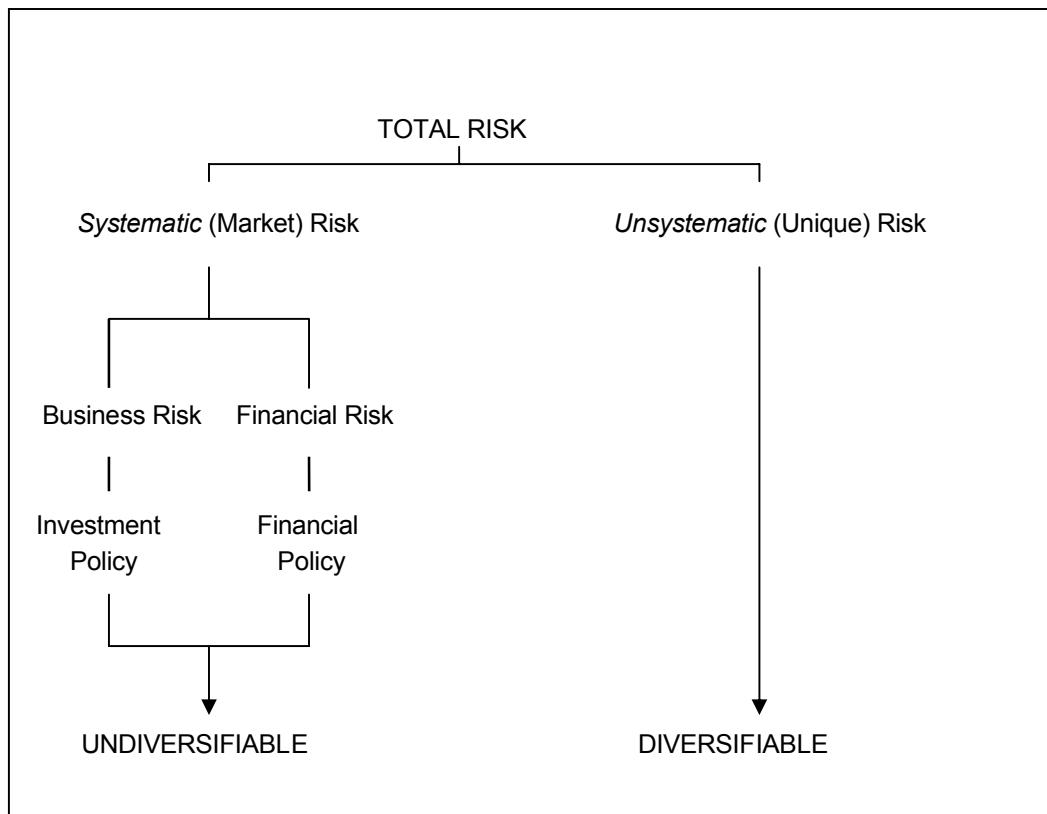 TOTAL RISK
Systematic (Market) Risk
Unsystematic (Unique) Risk
Business Risk
Financial Risk
Investment
Policy
Financial
Policy
UNDIVERSIFIABLE
DIVERSIFIABLE